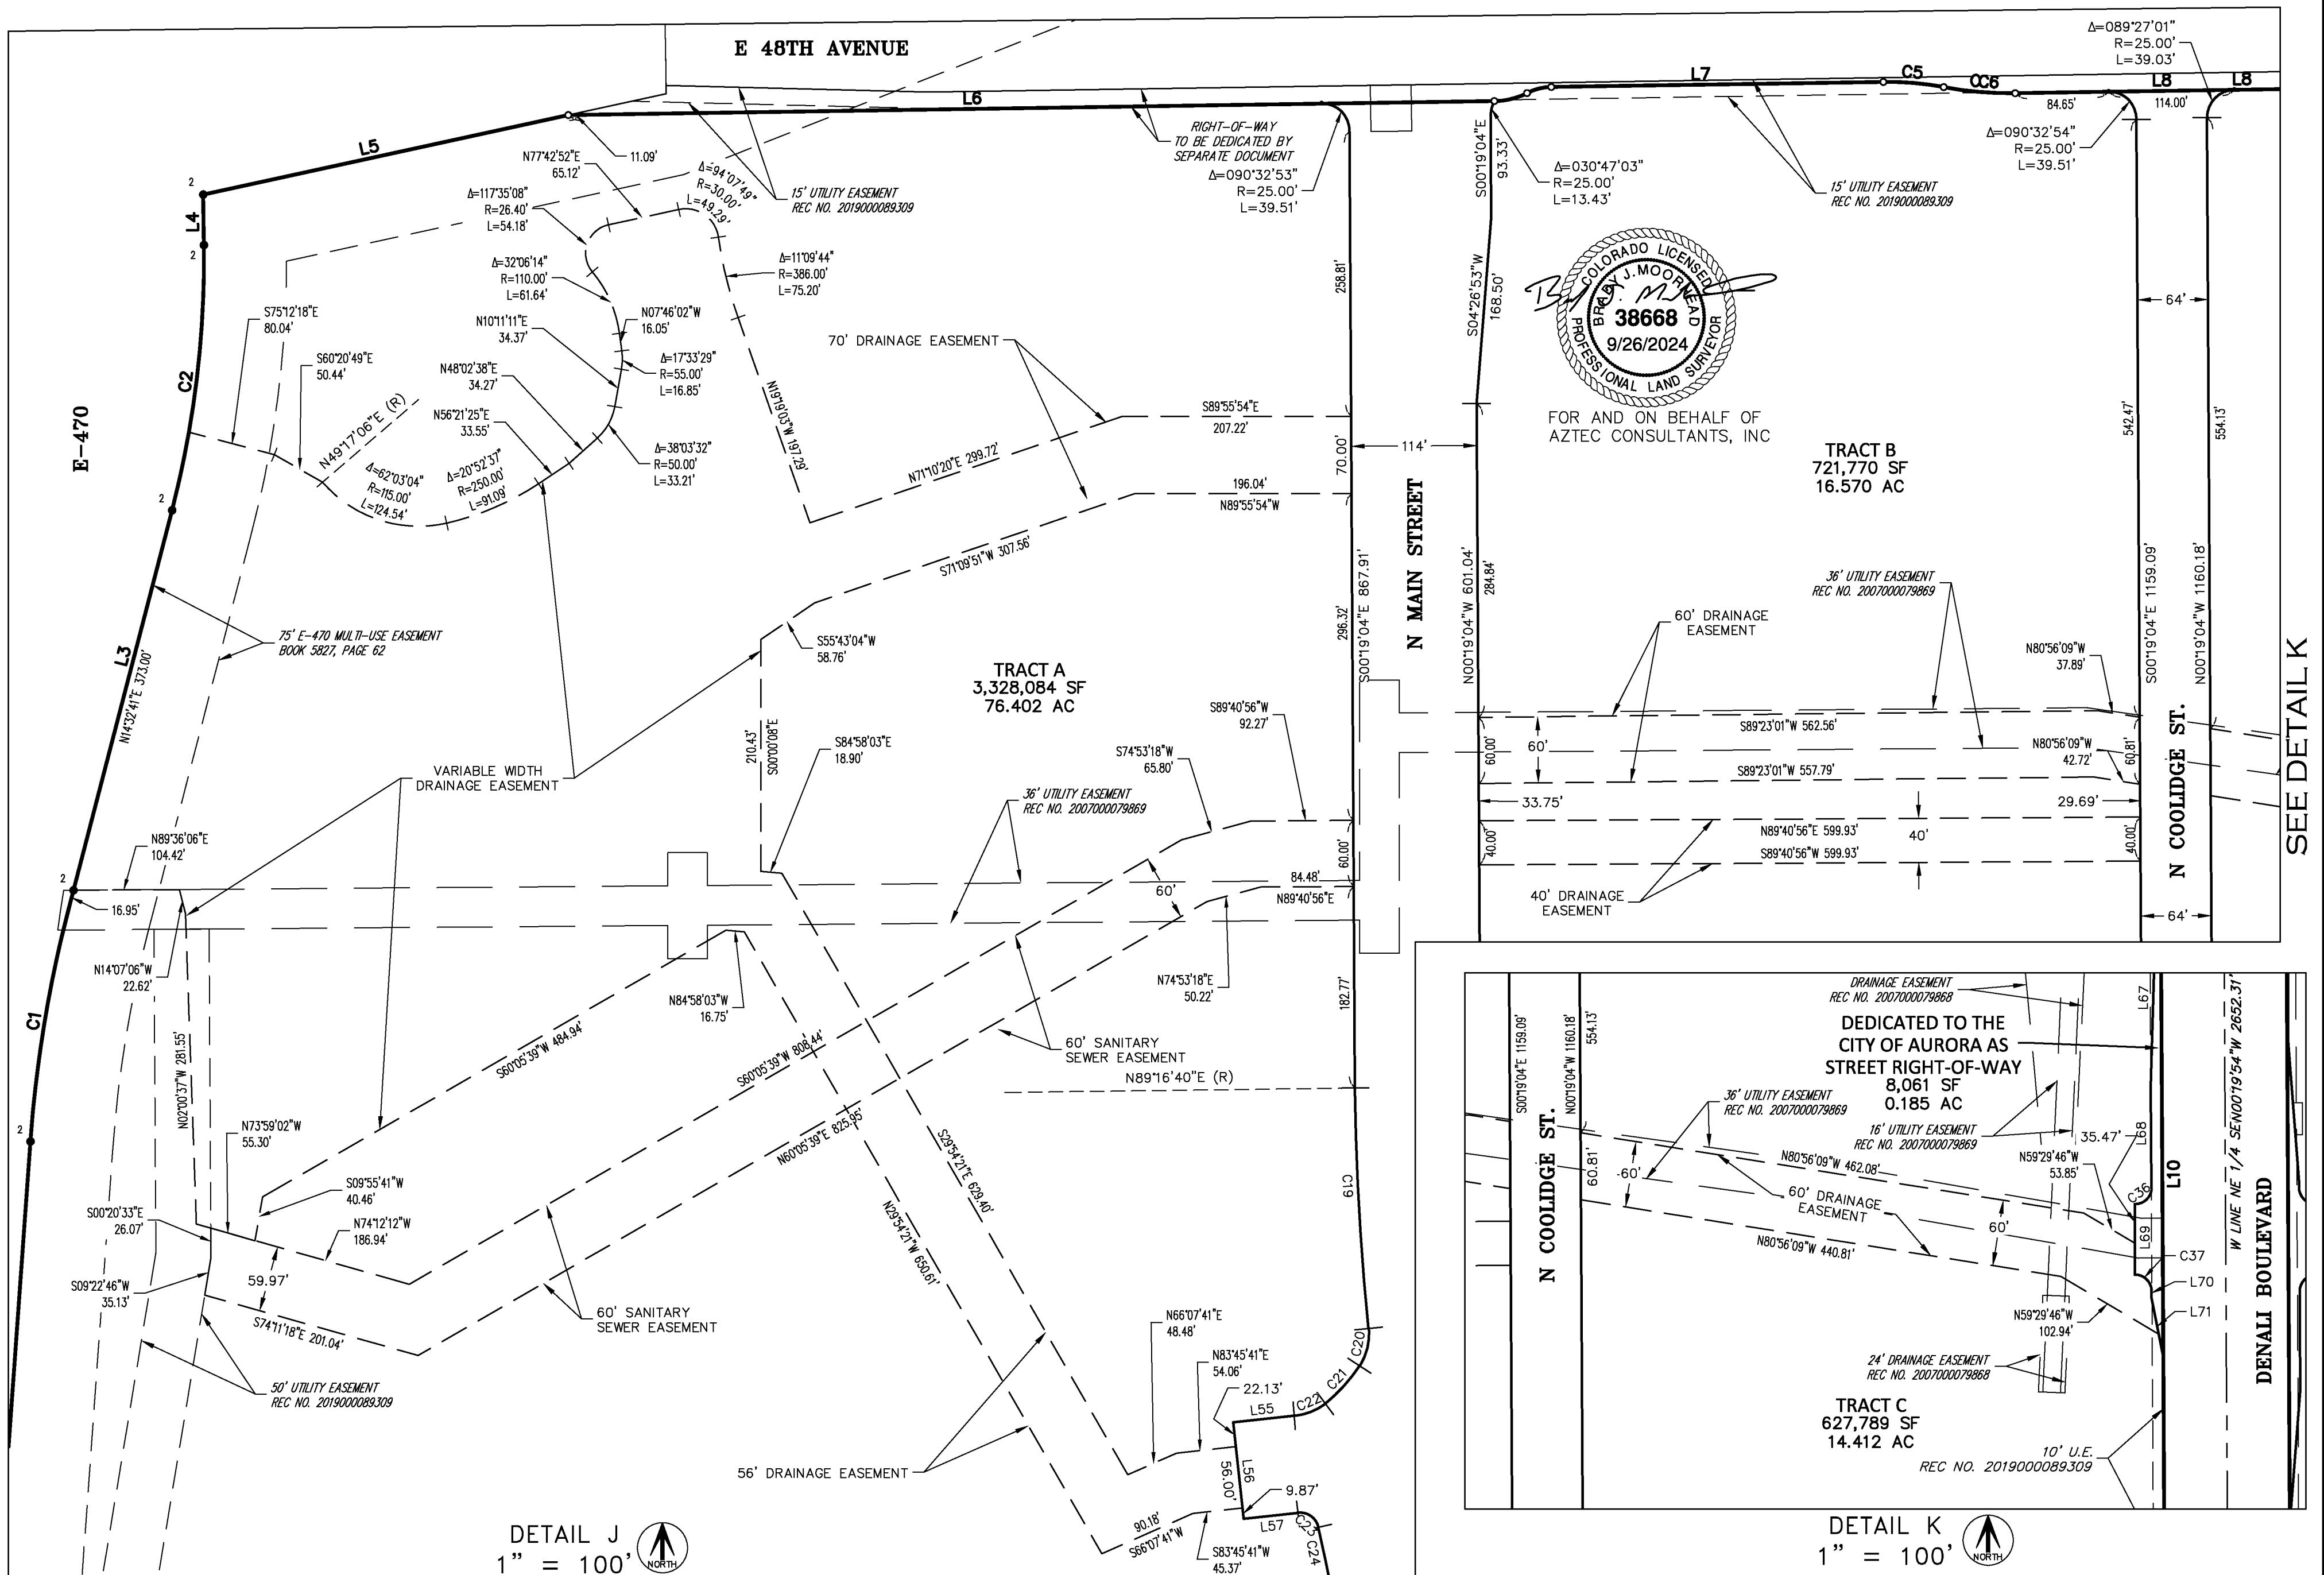 E 48TH AVENUE
Δ=089°27'01"
R=25.00'
L=39.03'
L7
C5
C6
L8
L8
L6
84.65'
114.00'
RIGHT-OF-WAY
TO BE DEDICATED BY
SEPARATE DOCUMENT
Δ=090°32'53"
R=25.00'
L=39.51'
Δ=090°32'54"
R=25.00'
L=39.51'
S00°19'04"E
93.33'
Δ=030°47'03"
R=25.00'
L=13.43'
15' UTILITY EASEMENT
REC NO. 2019000089309
L5
11.09'
N77°42'52"E
65.12'
Δ=94°07'49"
R=30.00'
L=49.29'
15' UTILITY EASEMENT
REC NO. 2019000089309
2
L4
2
Δ=117°35'08"
R=26.40'
L=54.18'
Δ=32°06'14"
R=110.00'
L=61.64'
Δ=11°09'44"
R=386.00'
L=75.20'
258.81'
S04°26'53"W
168.50'
COLORADO LICENSED
BRADY J. MOORHEAD
38668
9/26/2024
PROFESSIONAL LAND SURVEYOR
FOR AND ON BEHALF OF
AZTEC CONSULTANTS, INC
64'
S75°12'18"E
80.04'
N10°11'11"E
34.37'
N07°46'02"W
16.05'
70' DRAINAGE EASEMENT
S60°20'49"E
50.44'
N48°02'38"E
34.27'
Δ=17°33'29"
R=55.00'
L=16.85'
C2
E-470
N49°17'06"E (R)
N56°21'25"E
33.55'
N19°19'03"W 197.29'
S89°55'54"E
207.22'
Δ=38°03'32"
R=50.00'
L=33.21'
Δ=62°03'04"
R=115.00'
L=124.54'
Δ=20°52'37"
R=250.00'
L=91.09'
N71°10'20"E 299.72'
70.00'
114'
TRACT B
721,770 SF
16.570 AC
542.47'
554.13'
2
196.04'
N89°55'54"W
S71°09'51"W 307.56'
N MAIN STREET
S00°19'04"E 867.91'
N00°19'04"W 601.04'
284.84'
S00°19'04"E 1159.09'
N00°19'04"W 1160.18'
36' UTILITY EASEMENT
REC NO. 2007000079869
60' DRAINAGE
EASEMENT
75' E-470 MULTI-USE EASEMENT
BOOK 5827, PAGE 62
L3
N14°32'41"E 373.00'
S55°43'04"W
58.76'
296.32'
TRACT A
3,328,084 SF
76.402 AC
N80°56'09"W
37.89'
SEE DETAIL K
S89°40'56"W
92.27'
S89°23'01"W 562.56'
210.43'
S00°00'08"E
S84°58'03"E
18.90'
S74°53'18"W
65.80'
60.00'
60'
N80°56'09"W
42.72'
60.81'
S89°23'01"W 557.79'
VARIABLE WIDTH
DRAINAGE EASEMENT
36' UTILITY EASEMENT
REC NO. 2007000079869
33.75'
29.69'
N COOLIDGE ST.
N89°36'06"E
104.42'
N89°40'56"E 599.93'
40'
40.00'
40.00'
S89°40'56"W 599.93'
60.00'
84.48'
N89°40'56"E
60'
2
16.95'
40' DRAINAGE
EASEMENT
64'
N14°07'06"W
22.62'
N84°58'03"W
16.75'
N74°53'18"E
50.22'
182.77'
C1
N02°00'37"W 281.55'
S60°05'39"W 484.94'
S60°05'39"W 808.44'
60' SANITARY
SEWER EASEMENT
N89°16'40"E (R)
2
N73°59'02"W
55.30'
N60°05'39"E 825.95'
S29°54'21"E 629.40'
N29°54'21"W 650.61'
C19
S09°55'41"W
40.46'
S00°20'33"E
26.07'
N74°12'12"W
186.94'
59.97'
S09°22'46"W
35.13'
S74°11'18"E 201.04'
60' SANITARY
SEWER EASEMENT
50' UTILITY EASEMENT
REC NO. 2019000089309
N66°07'41"E
48.48'
N83°45'41"E
54.06'
22.13'
C20
C21
C22
L55
56' DRAINAGE EASEMENT
L56
56.00'
9.87'
L57
C23
C24
90.18'
S66°07'41"W
S83°45'41"W
45.37'
DETAIL J
1" = 100'
NORTH
DRAINAGE EASEMENT
REC NO. 2007000079868
L67
DEDICATED TO THE
CITY OF AURORA AS
STREET RIGHT-OF-WAY
8,061 SF
0.185 AC
S00°19'04"E 1159.09'
N00°19'04"W 1160.18'
554.13'
W LINE NE 1/4 SEN00°19'54"W 2652.31'
36' UTILITY EASEMENT
REC NO. 2007000079869
16' UTILITY EASEMENT
REC NO. 2007000079869
35.47'
L68
N COOLIDGE ST.
60.81'
60'
N80°56'09"W 462.08'
N59°29'46"W
53.85'
L10
60' DRAINAGE
EASEMENT
C36
60'
L69
N80°56'09"W 440.81'
C37
L70
L71
DENALI BOULEVARD
N59°29'46"W
102.94'
24' DRAINAGE EASEMENT
REC NO. 2007000079868
TRACT C
627,789 SF
14.412 AC
10' U.E.
REC NO. 2019000089309
DETAIL K
1" = 100'
NORTH